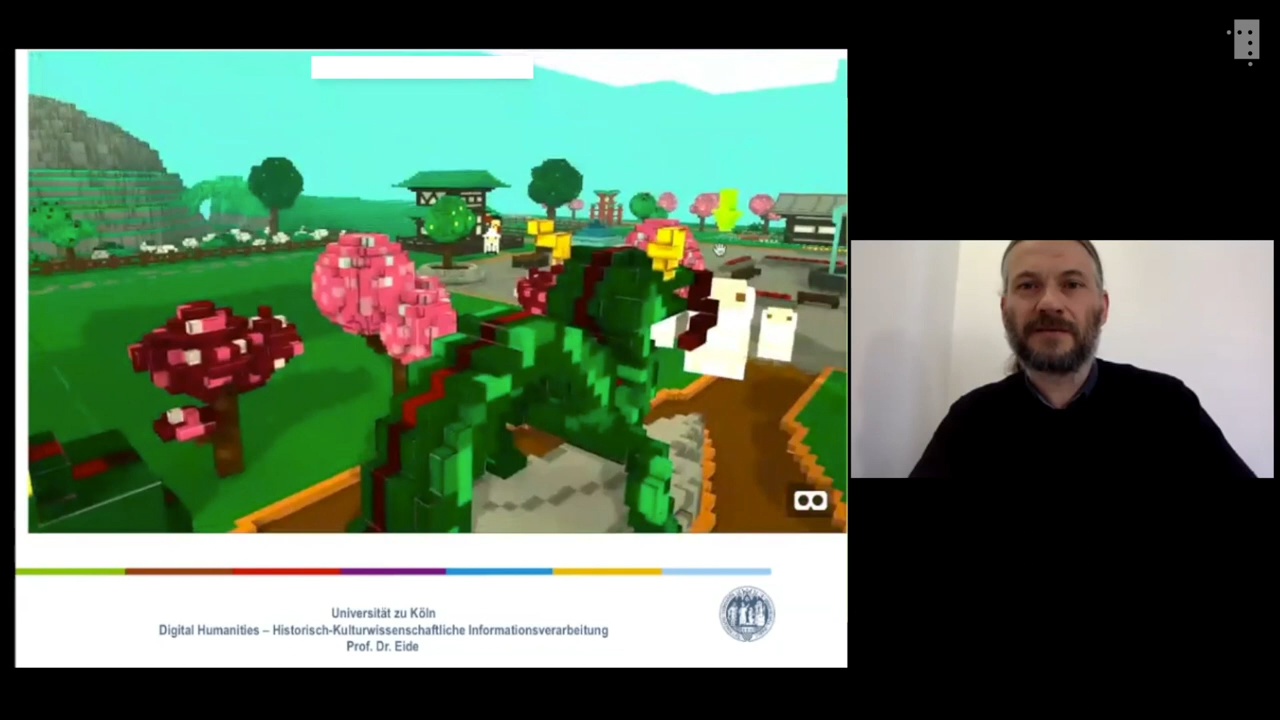 Universität zu Köln
Digital Humanities – Historisch-Kulturwissenschaftliche Informationsverarbeitung
Prof. Dr. Eide